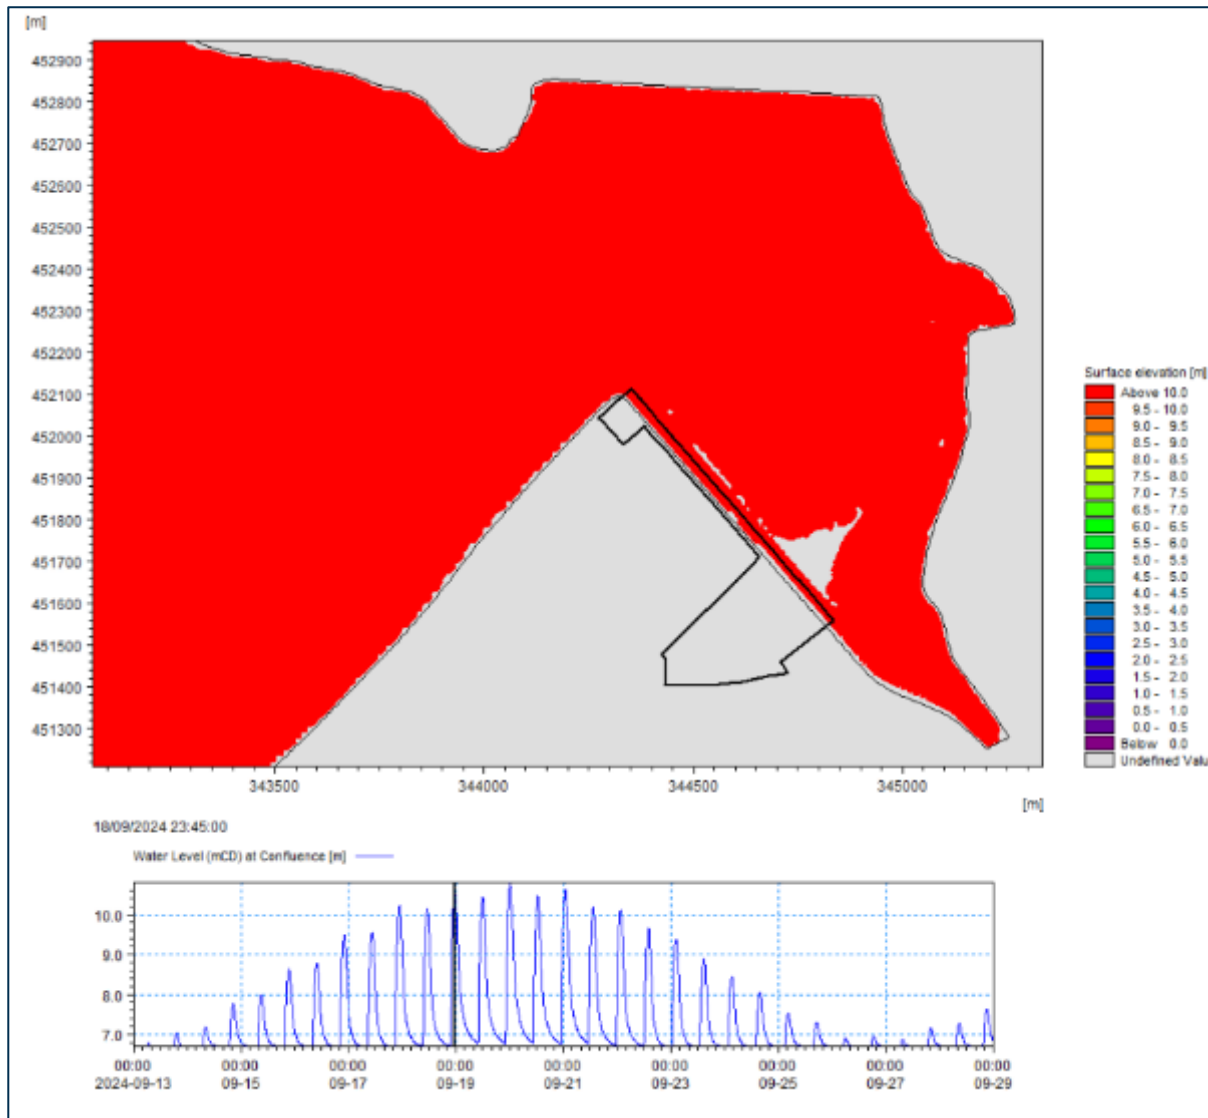 [m]
452900
452800
452700
452600
452500
452400
452300
452200
452100
452000
451900
451800
451700
451600
451500
451400
451300
343500 344000 344500 345000
[m]
Surface elevation [m]
Above 10.0
9.5 - 10.0
9.0 - 9.5
8.5 - 9.0
8.0 - 8.5
7.5 - 8.0
7.0 - 7.5
6.5 - 7.0
6.0 - 6.5
5.5 - 6.0
5.0 - 5.5
4.5 - 5.0
4.0 - 4.5
3.5 - 4.0
3.0 - 3.5
2.5 - 3.0
2.0 - 2.5
1.5 - 2.0
1.0 - 1.5
0.5 - 1.0
0.0 - 0.5
Below 0.0
Undefined Valu
18/09/2024 23:45:00
Water Level (mCD) at Confluence [m]
10.0
9.0
8.0
7.0
00:00 00:00 00:00 00:00 00:00 00:00 00:00 00:00 00:00
2024-09-13 09-15 09-17 09-19 09-21 09-23 09-25 09-27 09-29